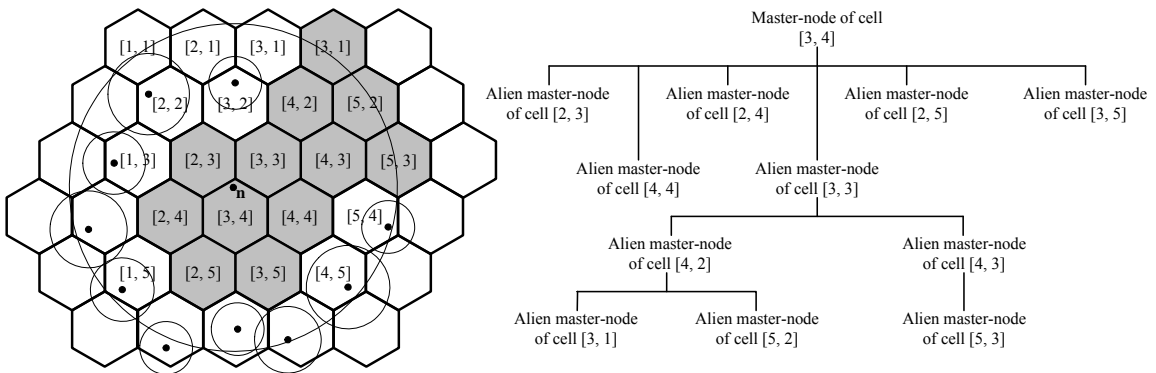 [1, 1] [2, 1] [3, 1] [3, 1]
[2, 2] [3, 2] [4, 2] [5, 2]
[1, 3] [2, 3] [3, 3] [4, 3] [5, 3]
n
[2, 4] [3, 4] [4, 4] [5, 4]
[1, 5] [2, 5] [3, 5] [4, 5]
Master-node of cell
[3, 4]
Alien master-node
of cell [2, 3]
Alien master-node
of cell [2, 4]
Alien master-node
of cell [2, 5]
Alien master-node
of cell [3, 5]
Alien master-node
of cell [4, 4]
Alien master-node
of cell [3, 3]
Alien master-node
of cell [4, 2]
Alien master-node
of cell [4, 3]
Alien master-node
of cell [3, 1]
Alien master-node
of cell [5, 2]
Alien master-node
of cell [5, 3]